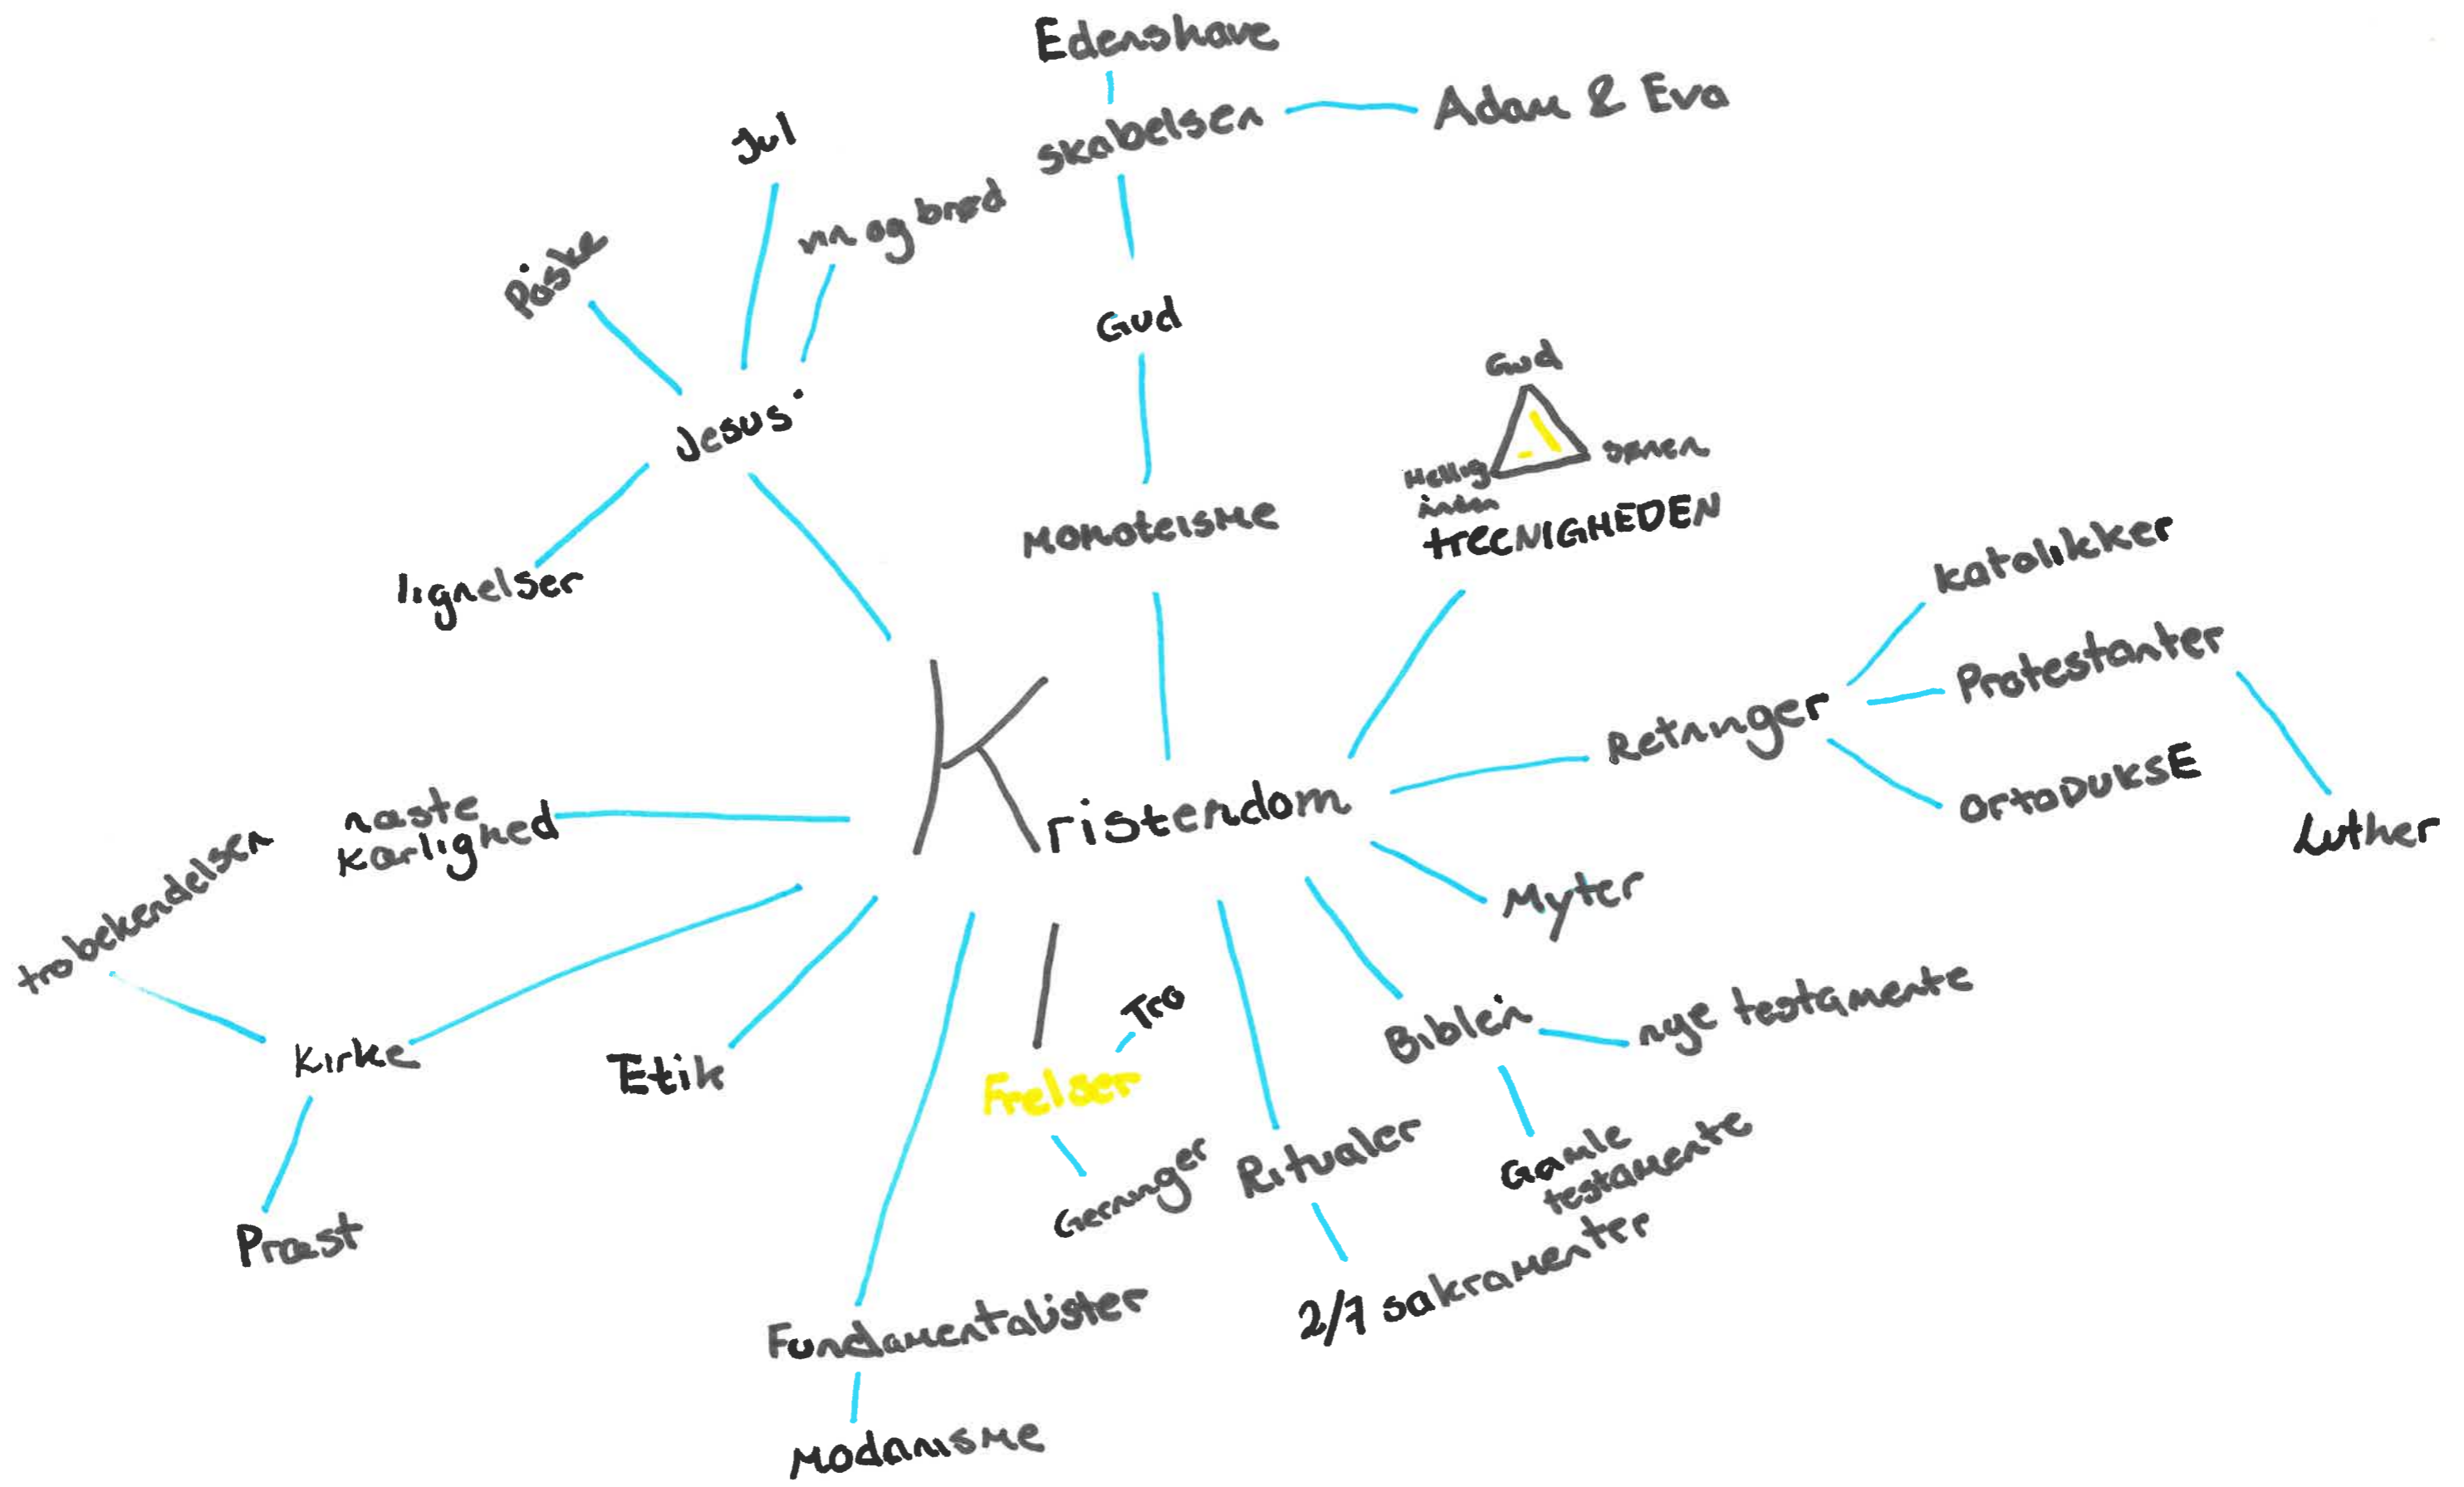 Edenshave
skabelsen
Adam & Eva
Jul
vin og brød
Påske
Gud
Jesus
lignelser
Monoteisme
Gud
Hellig
ånden
sønen
treenIGHEDEN
katolikker
Protestanter
Retninger
ORTODUKSE
Luther
Kristendom
næste
kærlighed
trobekendelsen
Kirke
Præst
Etik
Myter
Biblen
nye testamente
Gamle
testamente
Tro
Frelser
Gerninger
Ritualer
2/7 sakramenter
Fundamentalister
Modanisme